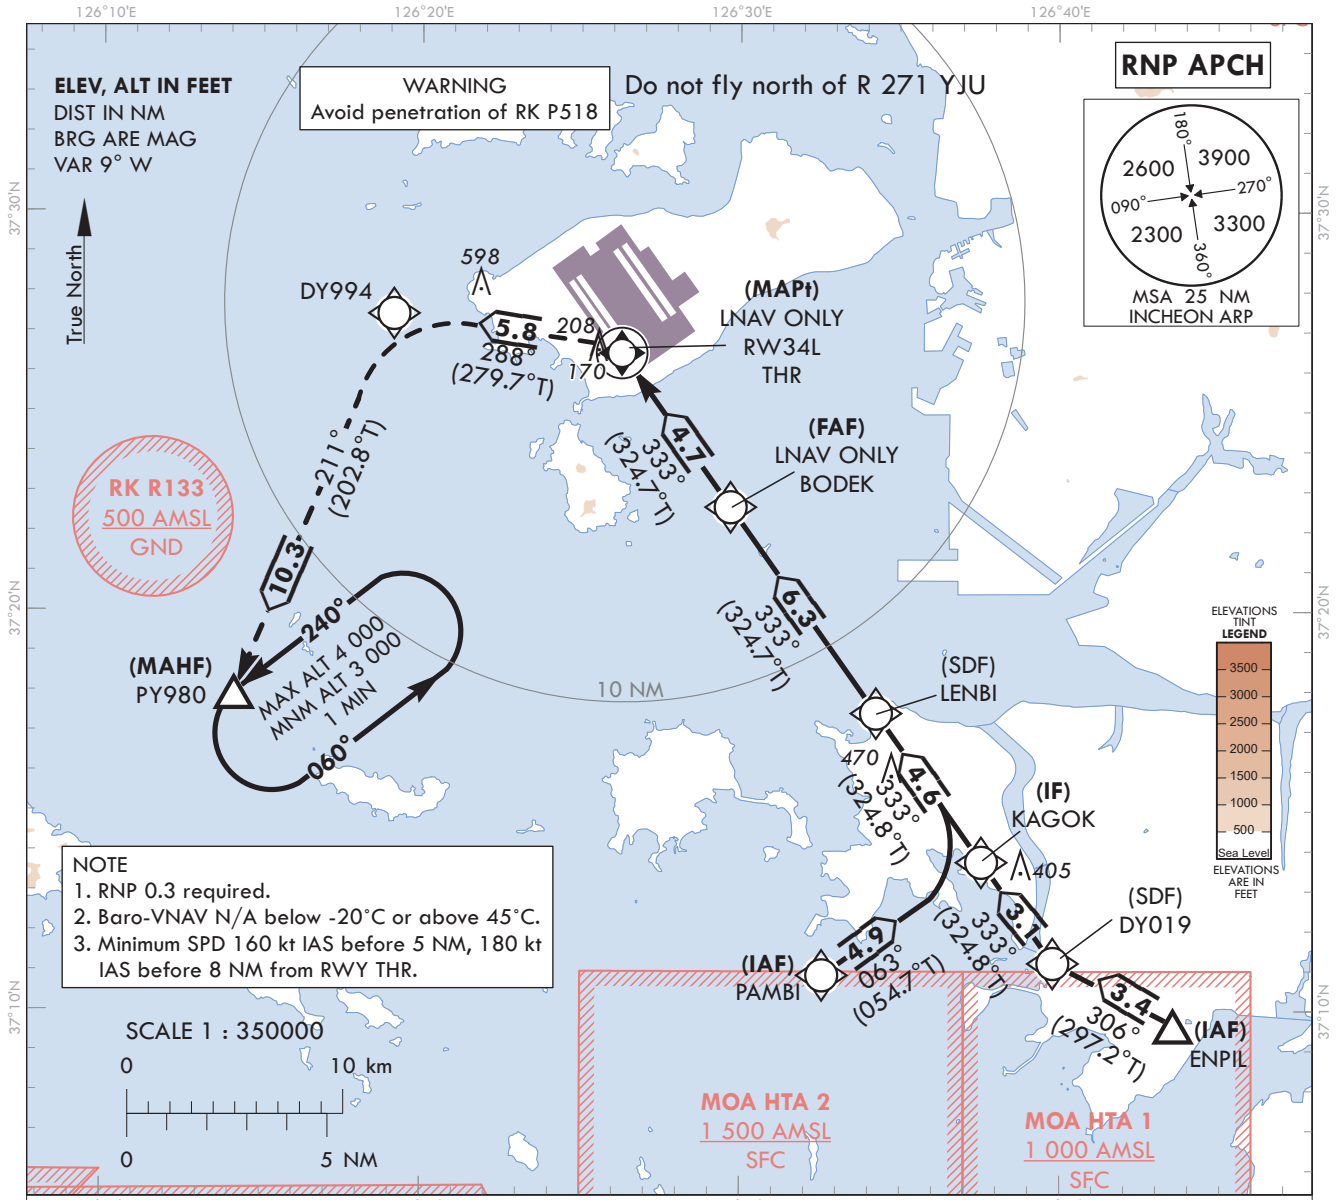 126°10'E
126°20'E
126°30'E
126°40'E
ELEV, ALT IN FEET
DIST IN NM
BRG ARE MAG
VAR 9° W
WARNING
Avoid penetration of RK P518
Do not fly north of R 271 YJU
RNP APCH
180°
2600
3900
090°
270°
2300
3300
360°
MSA 25 NM
INCHEON ARP
37°30'N
37°30'N
True North
598
DY994
5.8
288°
(279.7°T)
208
170
(MAPt)
LNAV ONLY
RW34L
THR
4.7
333°
(324.7°T)
(FAF)
LNAV ONLY
BODEK
211°
(202.8°T)
RK R133
500 AMSL
GND
10.3
6.3
333°
(324.7°T)
37°20'N
37°20'N
240°
MAX ALT 4 000
MNM ALT 3 000
1 MIN
060°
(MAHF)
PY980
10 NM
(SDF)
LENBI
ELEVATIONS
TINT
LEGEND
3500
3000
2500
2000
1500
1000
500
Sea Level
ELEVATIONS
ARE IN
FEET
470
4.6
333°
(324.8°T)
(IF)
KAGOK
405
NOTE
1. RNP 0.3 required.
2. Baro-VNAV N/A below -20°C or above 45°C.
3. Minimum SPD 160 kt IAS before 5 NM, 180 kt
IAS before 8 NM from RWY THR.
3.1
333°
(324.8°T)
(SDF)
DY019
4.9
063°
(054.7°T)
(IAF)
PAMBI
3.4
306°
(297.2°T)
(IAF)
ENPIL
37°10'N
37°10'N
SCALE 1 : 350000
0
10 km
0
5 NM
MOA HTA 2
1 500 AMSL
SFC
MOA HTA 1
1 000 AMSL
SFC